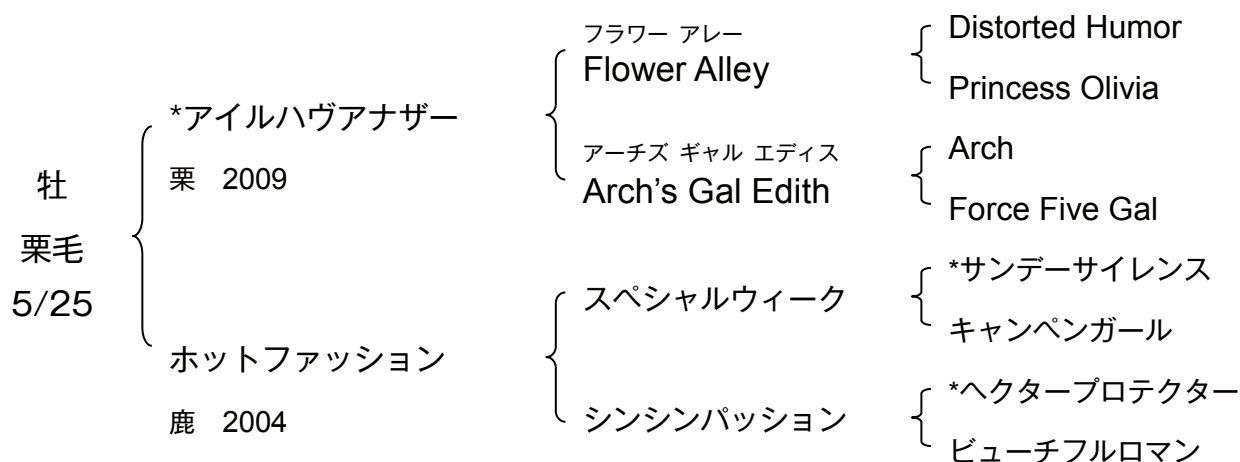 牡
栗毛
5/25
*アイルハヴアナザー
栗　2009
ホットファッション
鹿　2004
フラワー アレー
Flower Alley
アーチズ ギャル エディス
Arch's Gal Edith
スペシャルウィーク
シンシンパッション
Distorted Humor
Princess Olivia
Arch
Force Five Gal
*サンデーサイレンス
キャンペンガール
*ヘクタープロテクター
ビューチフルロマン